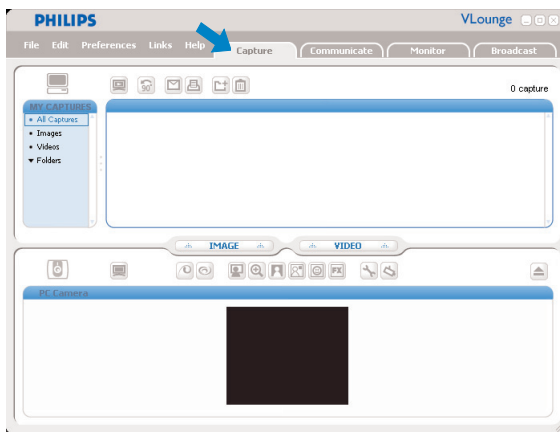 PHILIPS VLounge
File Edit Preferences Links Help Capture Communicate Monitor Broadcast
90° 0 capture
MY CAPTURES
• All Captures
• Images
• Videos
▼ Folders
IMAGE VIDEO
FX
PC Camera